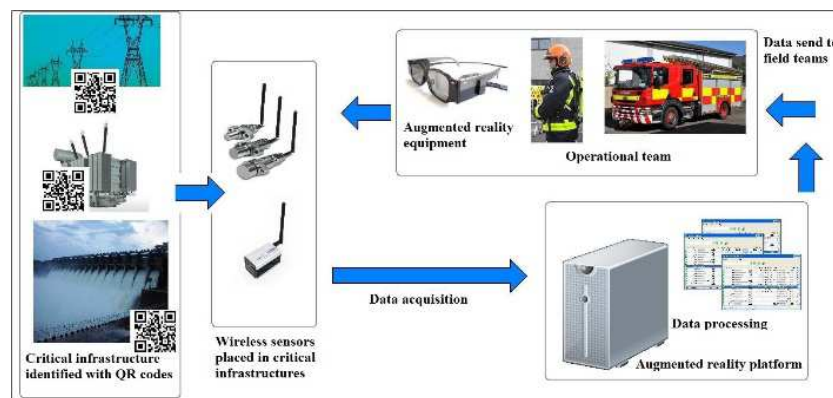 Critical infrastructure
identified with QR codes
Wireless sensors
placed in critical
infrastructures
Augmented reality
equipment
Operational team
Data send to
field teams
Data acquisition
Data processing
Augmented reality platform